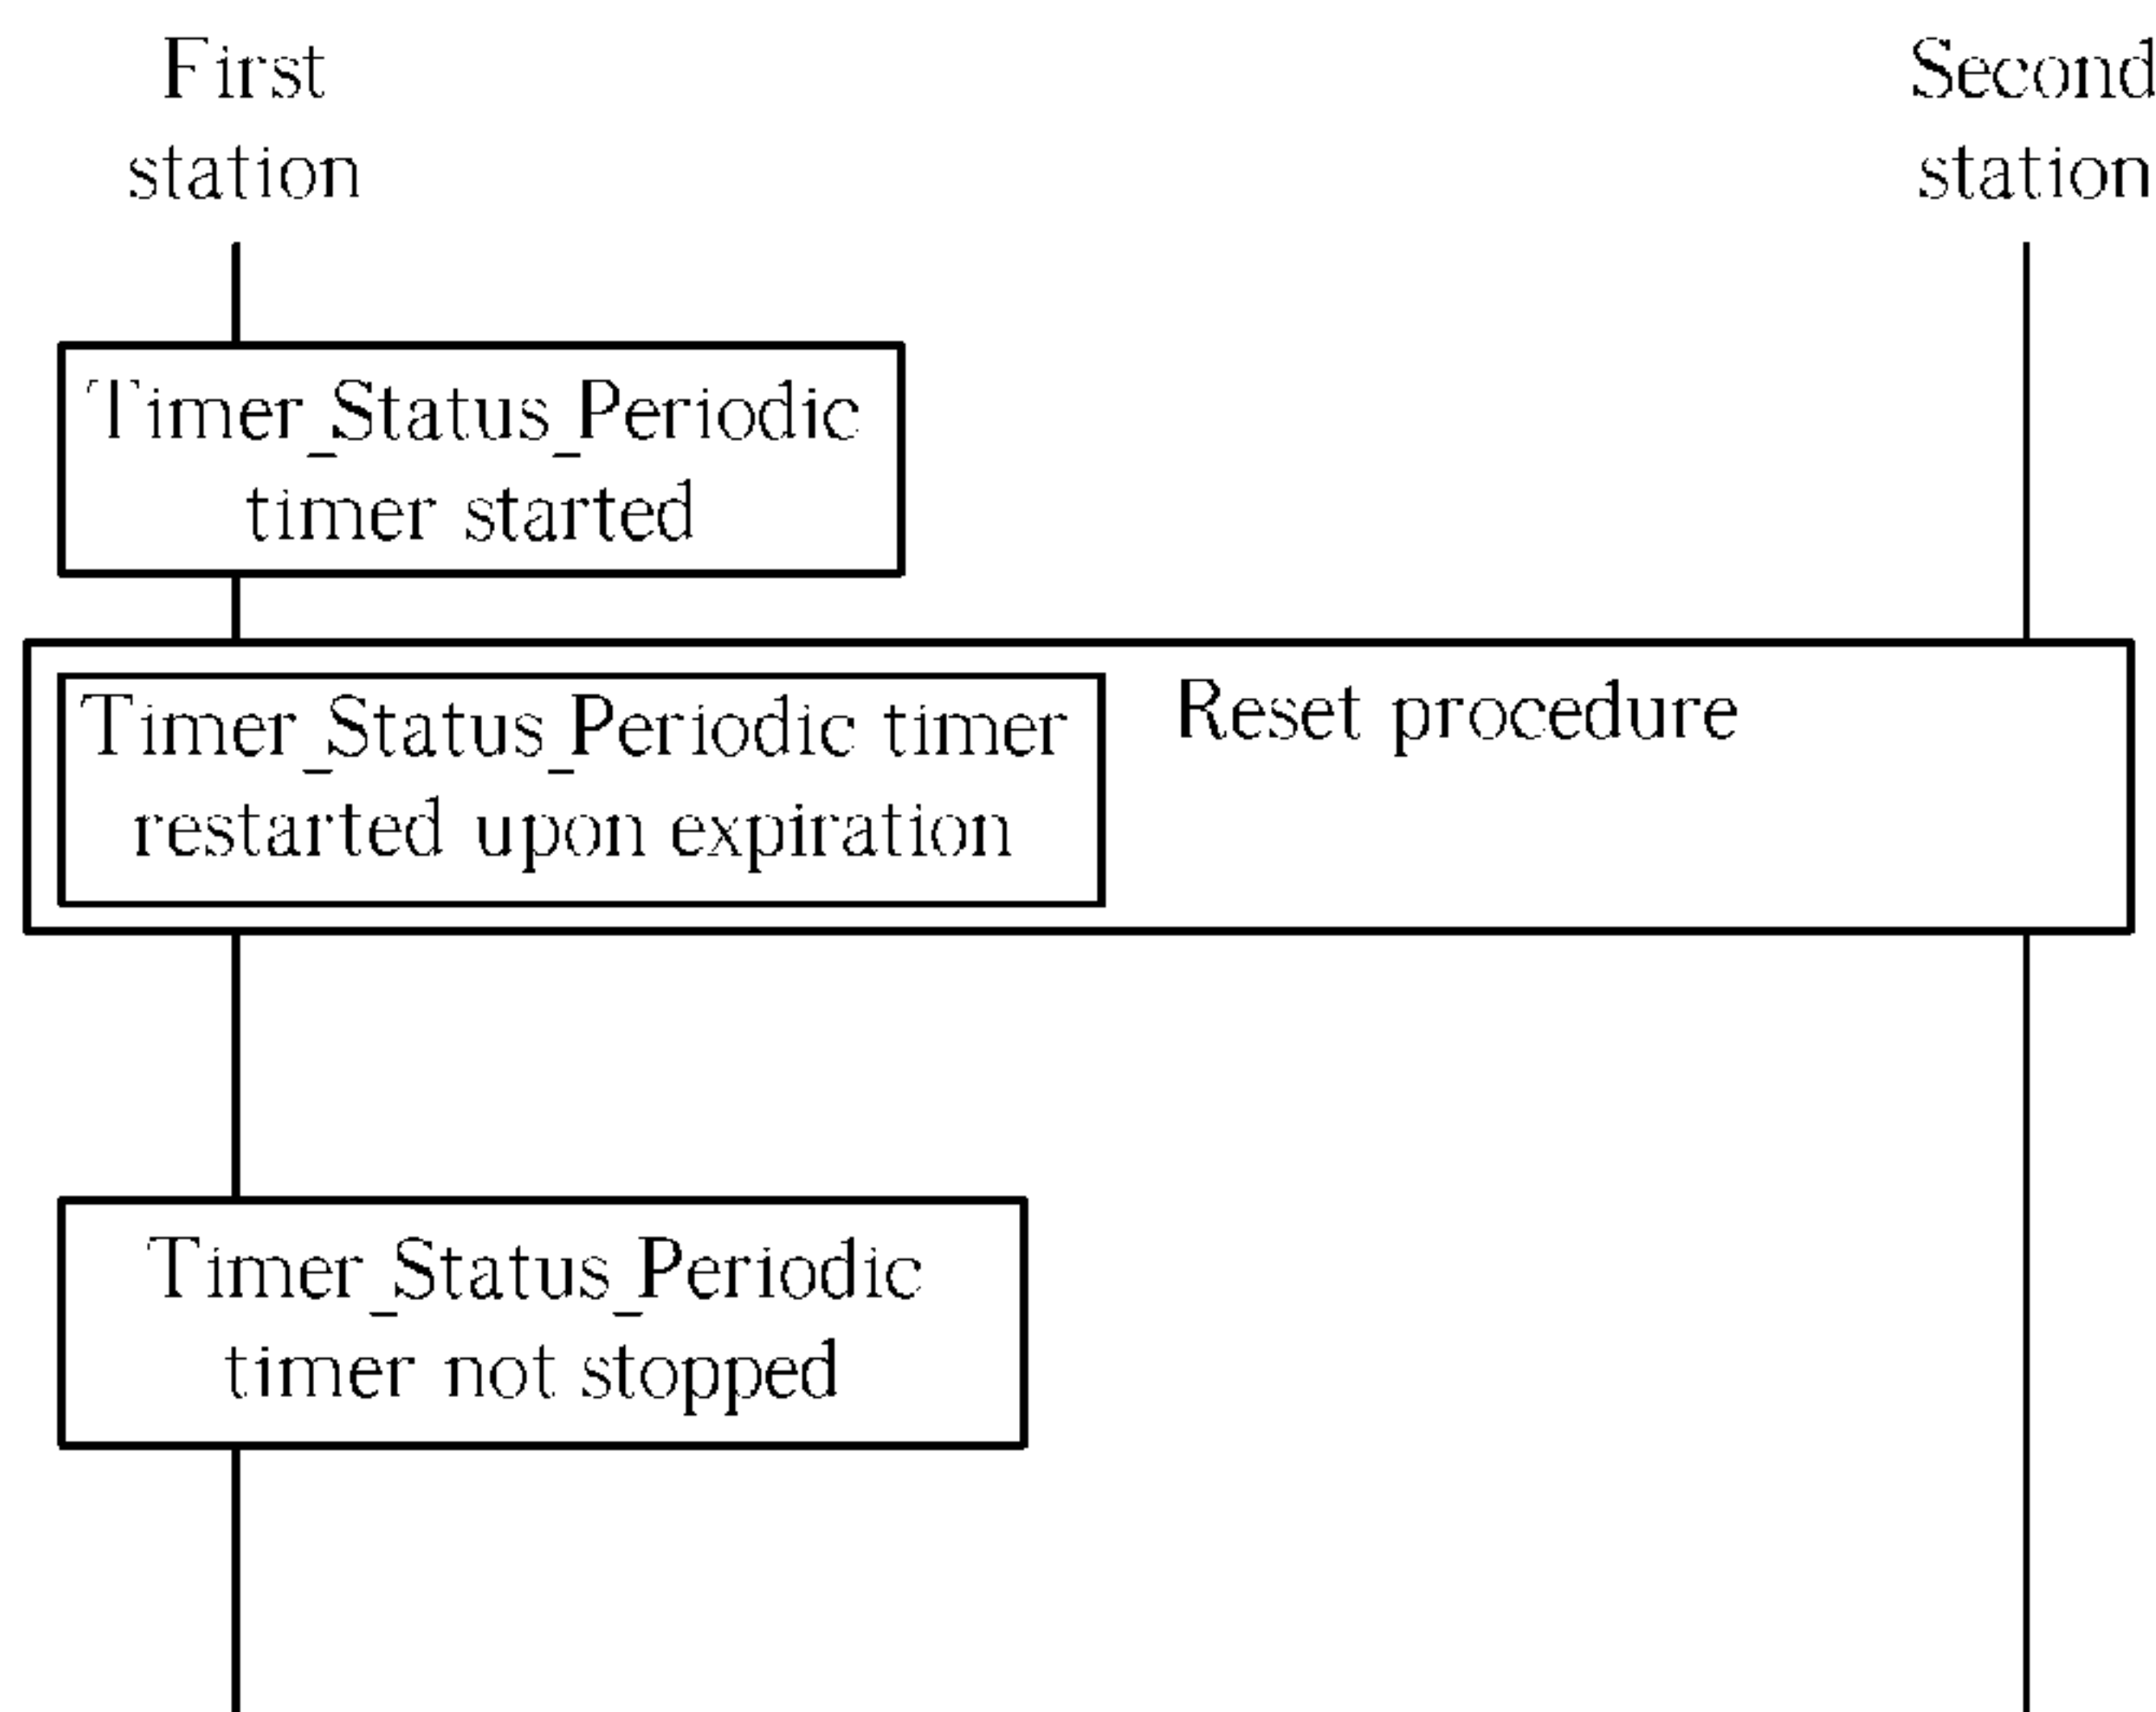 First
station
Second
station
Timer_Status_Periodic
timer started
Timer_Status_Periodic timer
restarted upon expiration
Reset procedure
Timer_Status_Periodic
timer not stopped